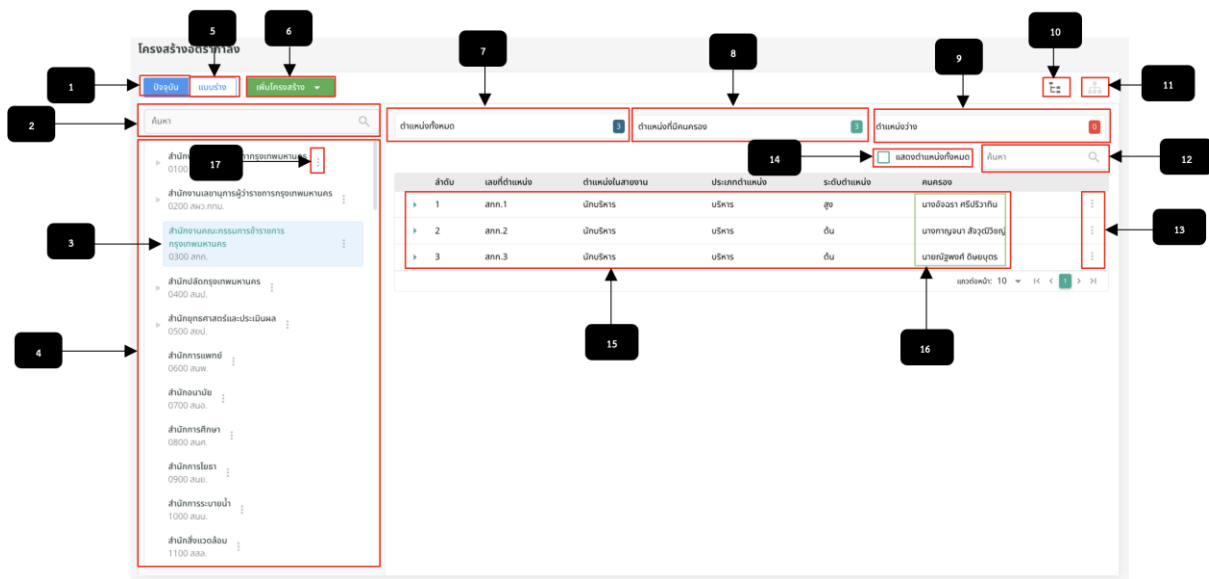 5
6
7
8
9
10
โครงสร้างอัตรากำลัง
1
ปัจจุบัน
แบบร่าง
เพิ่มโครงสร้าง
11
2
ค้นหา
ตำแหน่งทั้งหมด
3
ตำแหน่งที่มีคนครอง
3
ตำแหน่งว่าง
0
17
14
แสดงตำแหน่งทั้งหมด
ค้นหา
12
กรุงเทพมหานคร
0100
สำนักงานเลขานุการผู้ว่าราชการกรุงเทพมหานคร
0200 สผว.กทม.
3
สำนักงานคณะกรรมการข้าราชการ
กรุงเทพมหานคร
0300 สกก.
สำนักปลัดกรุงเทพมหานคร
0400 สนป.
สำนักยุทธศาสตร์และประเมินผล
0500 สยป.
4
สำนักการแพทย์
0600 สนพ.
สำนักอนามัย
0700 สนอ.
สำนักการศึกษา
0800 สนศ.
สำนักการโยธา
0900 สนย.
สำนักการระบายน้ำ
1000 สนน.
สำนักสิ่งแวดล้อม
1100 สสล.
ลำดับ เลขที่ตำแหน่ง ตำแหน่งในสายงาน ประเภทตำแหน่ง ระดับตำแหน่ง คนครอง
1 สกก.1 นักบริหาร บริหาร สูง นางอัจฉรา ศรีปริวาทิน
2 สกก.2 นักบริหาร บริหาร ต้น นางกาญจนา
3 สกก.3 นักบริหาร บริหาร ต้น นายณัฐพงศ์ ดิษยบุตร
13
แถวต่อหน้า: 10 1
15
16